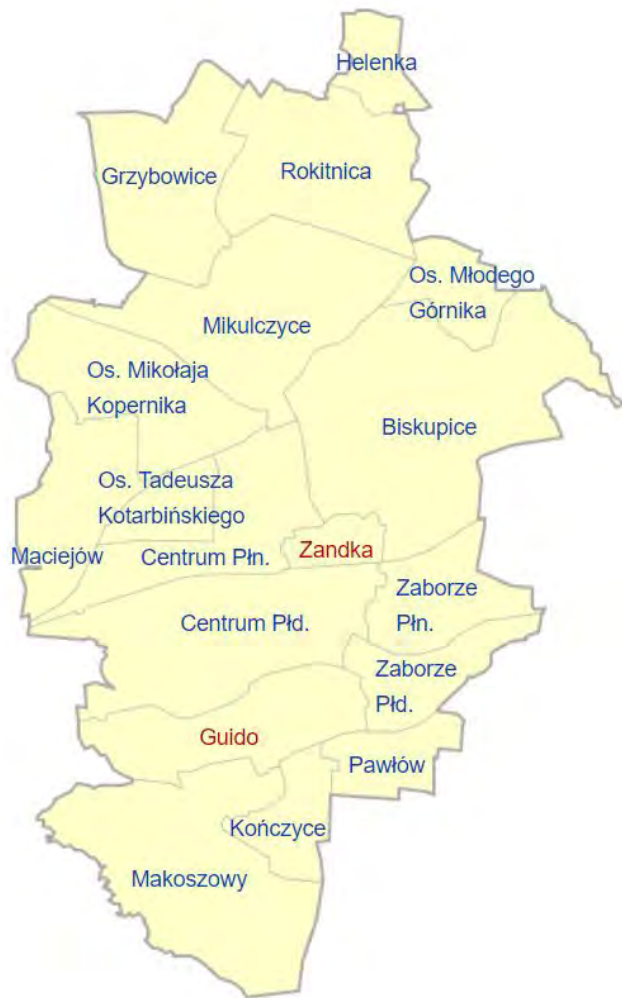 Helenka
Grzybowice
Rokitnica
Os. Młodego
Górnika
Mikulczyce
Os. Mikołaja
Kopernika
Biskupice
Os. Tadeusza
Kotarbińskiego
Maciejów
Centrum Płn.
Zandka
Zaborze
Płn.
Centrum Płd.
Zaborze
Płd.
Guido
Pawłów
Kończyce
Makoszowy